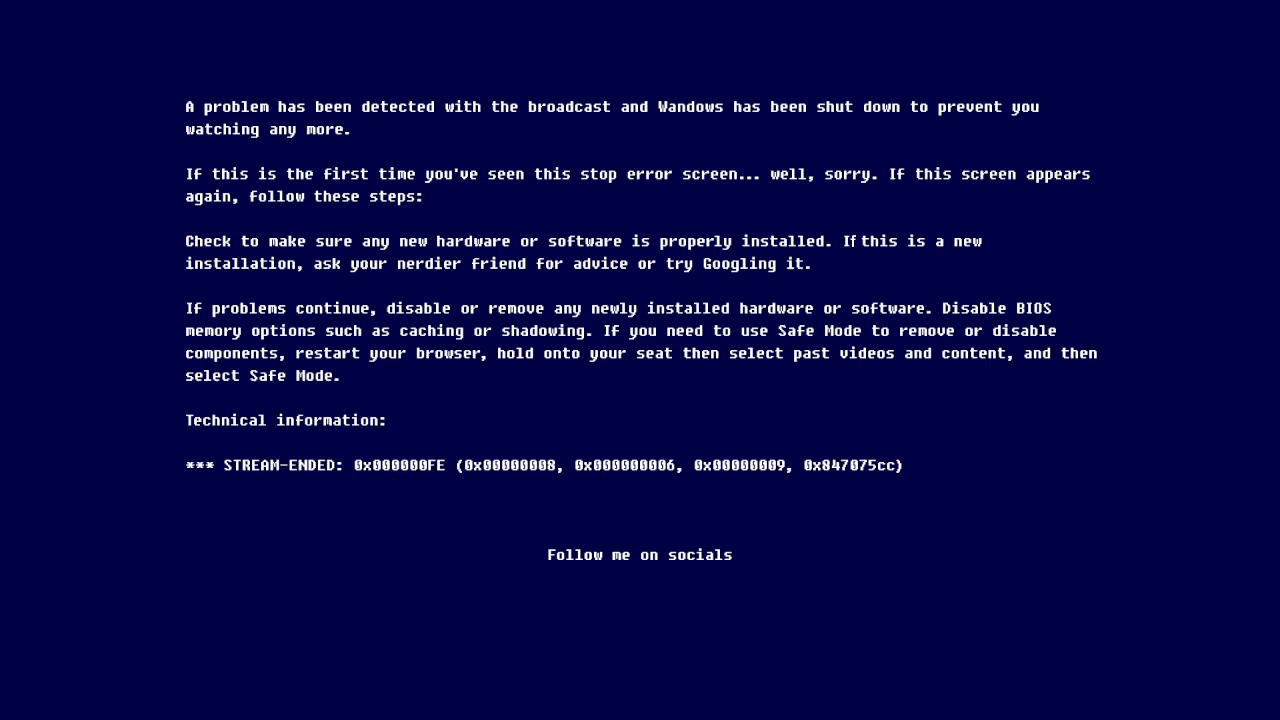 A problem has been detected with the broadcast and Wandows has been shut down to prevent you
watching any more.
If this is the first time you've seen this stop error screen... well, sorry. If this screen appears
again, follow these steps:
Check to make sure any new hardware or software is properly installed. If this is a new
installation, ask your nerdier friend for advice or try Googling it.
If problems continue, disable or remove any newly installed hardware or software. Disable BIOS
memory options such as caching or shadowing. If you need to use Safe Mode to remove or disable
components, restart your browser, hold onto your seat then select past videos and content, and then
select Safe Mode.
Technical information:
*** STREAM-ENDED: 0x000000FE (0x00000008, 0x000000006, 0x00000009, 0x847075cc)
Follow me on socials